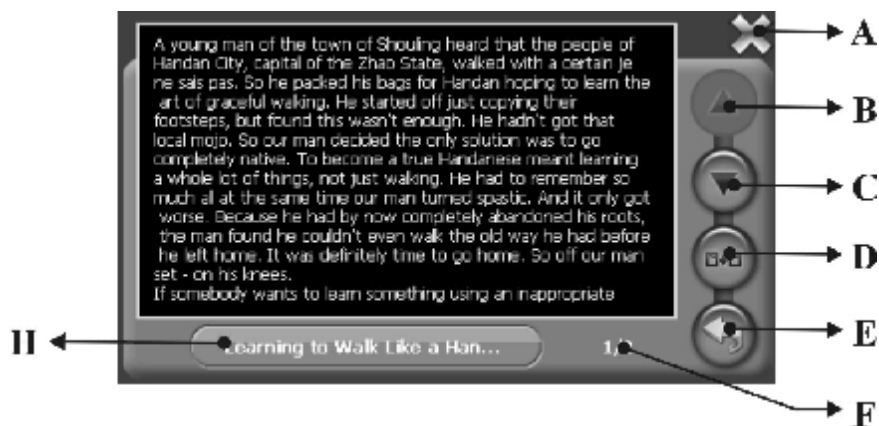 A young man of the town of Shouling heard that the people of
Handan City, capital of the Zhao State, walked with a certain je
ne sais pas. So he packed his bags for Handan hoping to learn the
art of graceful waking. He started off just copying their
footsteps, but found this wasn't enough. He hadn't got that
local mojo. So our man decided the only solution was to go
completely native. To become a true Handanese meant learning
a whole lot of things, not just walking. He had to remember so
much all at the same time our man turned spastic. And it only got
worse. Because he had by now completely abandoned his roots,
the man found he couldn't even walk the old way he had before
he left home. It was definitely time to go home. So off our man
set - on his knees.
If somebody wants to learn something using an inappropriate
Learning to Walk Like a Han...
1/
A
B
C
D
E
F
H